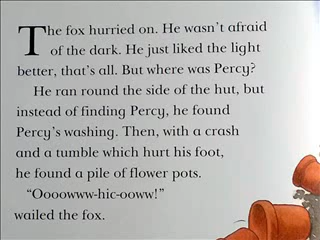 The fox hurried on. He wasn't afraid
of the dark. He just liked the light
better, that's all. But where was Percy?
He ran round the side of the hut, but
instead of finding Percy, he found
Percy's washing. Then, with a crash
and a tumble which hurt his foot,
he found a pile of flower pots.
"Oooowww-hic-ooww!"
wailed the fox.